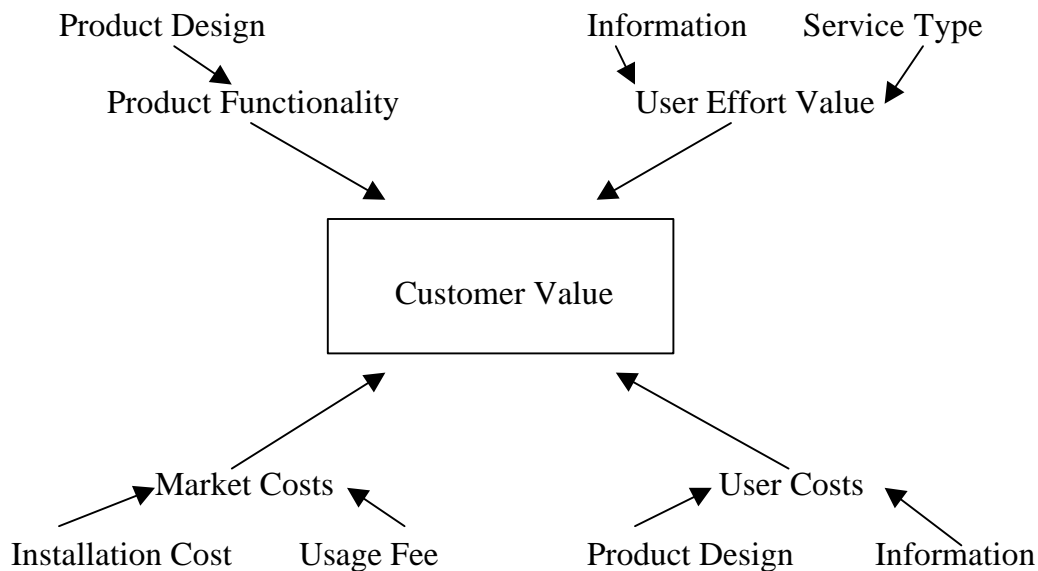 Product Design
Information
Service Type
Product Functionality
User Effort Value
Customer Value
Market Costs
User Costs
Installation Cost
Usage Fee
Product Design
Information